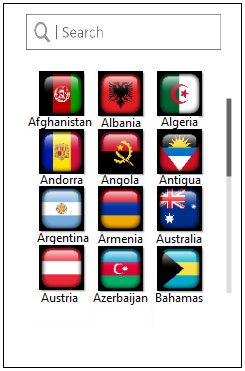 Search
Afghanistan Albania Algeria
Andorra Angola Antigua
Argentina Armenia Australia
Austria Azerbaijan Bahamas